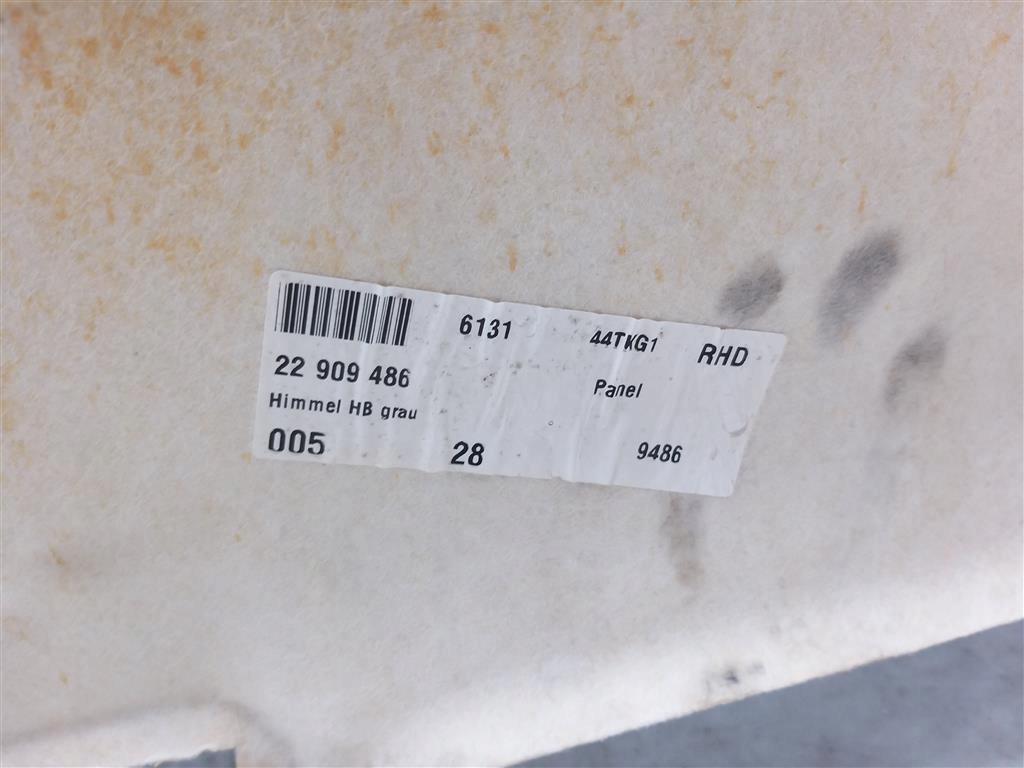 6131 44TKG1 RHD
22 909 486 Panel
Himmel HB grau
005 28 9486